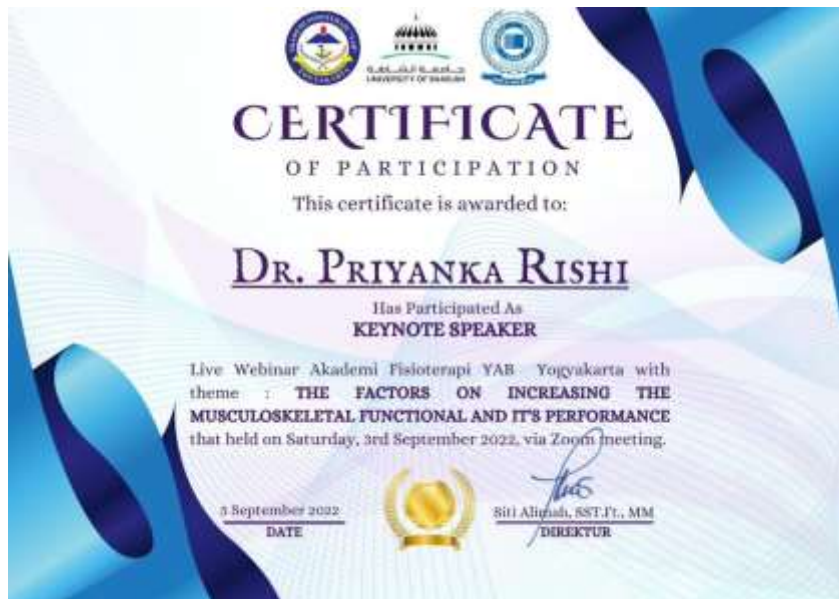 جامعة الشارقة
UNIVERSITY OF SHARJAH
CERTIFICATE
OF PARTICIPATION
This certificate is awarded to:
DR. PRIYANKA RISHI
Has Participated As
KEYNOTE SPEAKER
Live Webinar Akademi Fisioterapi YAB Yogyakarta with
theme : THE FACTORS ON INCREASING THE
MUSCULOSKELETAL FUNCTIONAL AND IT'S PERFORMANCE
that held on Saturday, 3rd September 2022, via Zoom meeting.
3 September 2022
DATE
Siti Alimah, SST.Ft., MM
DIREKTUR